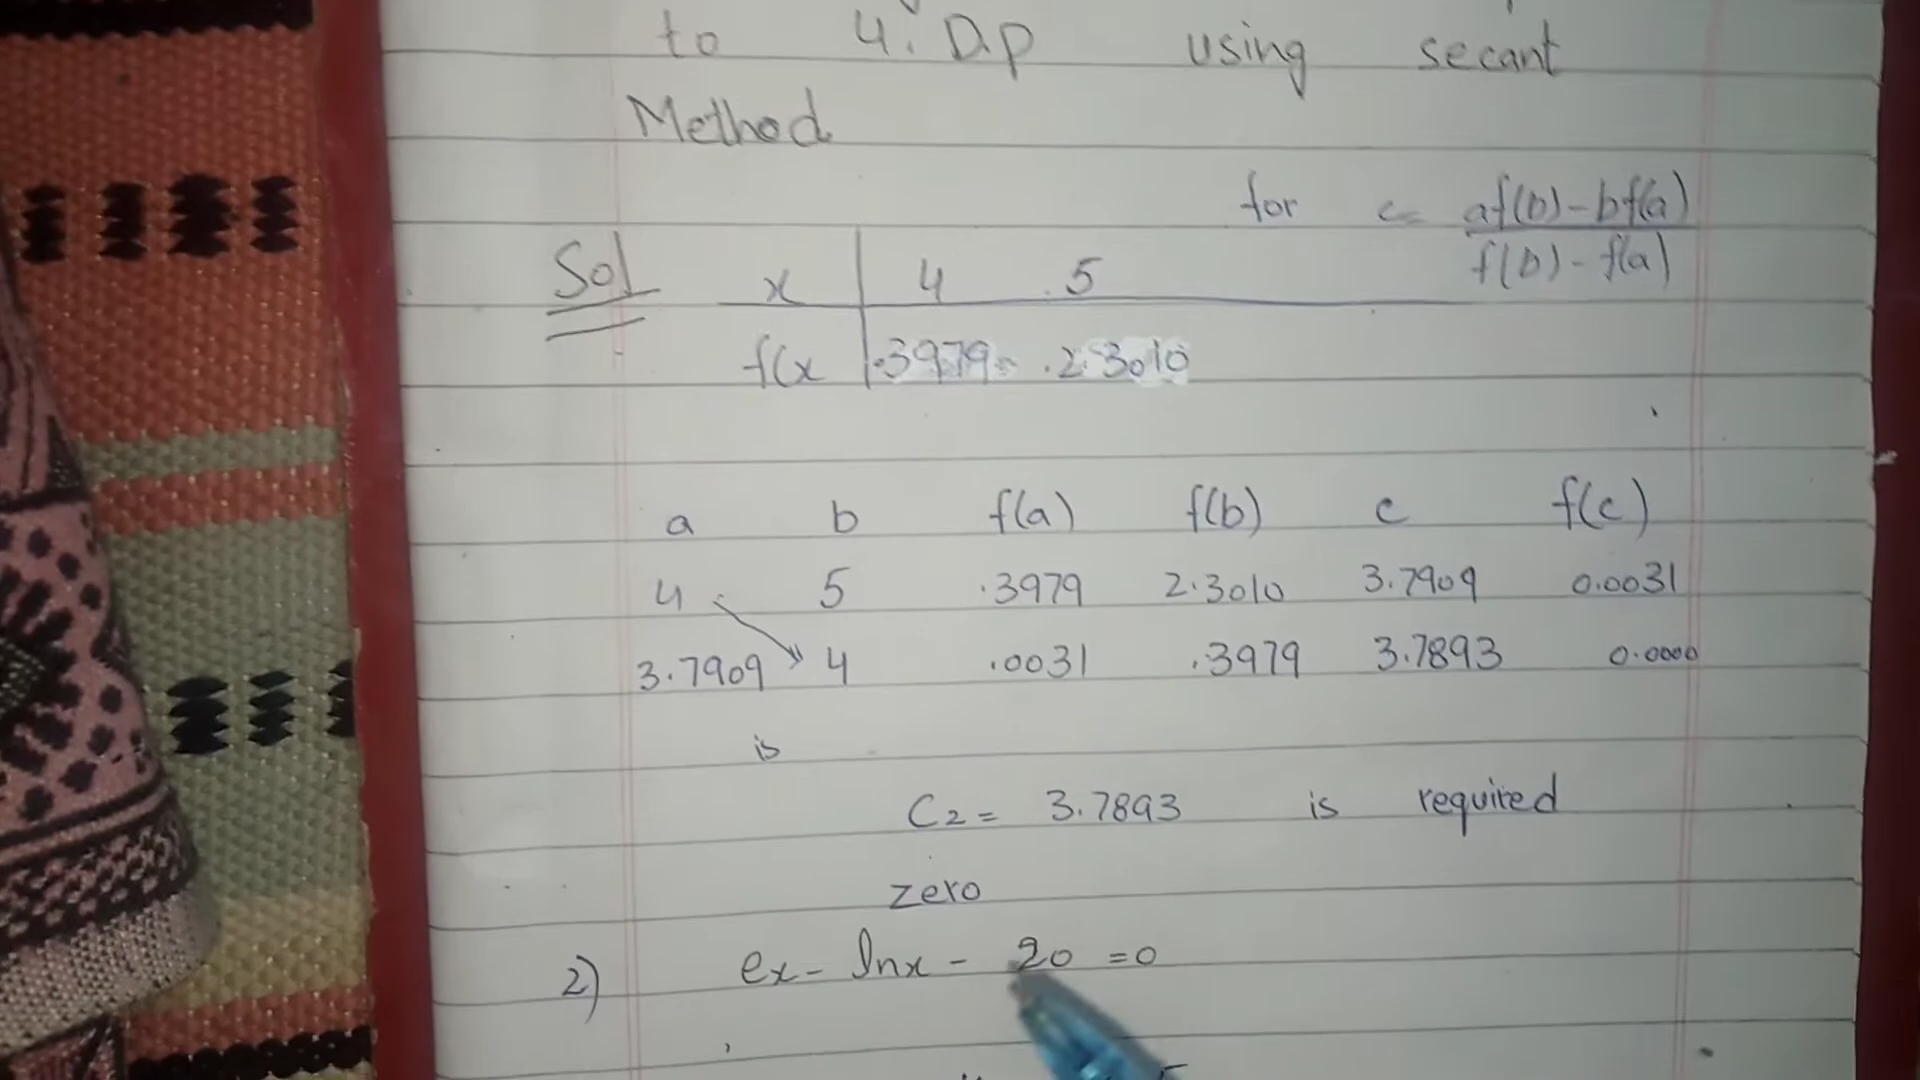 to 4. D.p using secant
Method
for c= af(b)-bf(a)
f(b)-f(a)
Sol x 4 5
f(x .3979 2.3010
a b f(a) f(b) c f(c)
4 5 .3979 2.3010 3.7909 0.0031
3.7909 4 .0031 .3979 3.7893 0.0000
is
C2= 3.7893 is required
zero
2) ex- lnx- 20 =0